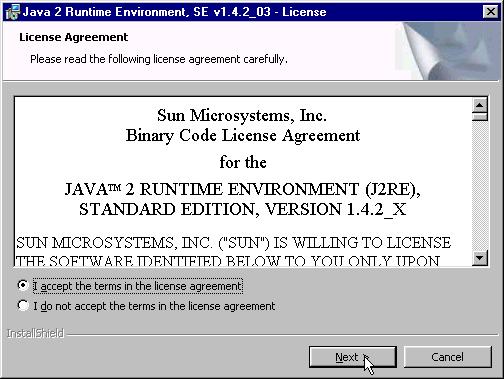 Java 2 Runtime Environment, SE v1.4.2_03 - License
License Agreement
Please read the following license agreement carefully.
Sun Microsystems, Inc.
Binary Code License Agreement
for the
JAVA™ 2 RUNTIME ENVIRONMENT (J2RE),
STANDARD EDITION, VERSION 1.4.2_X
SUN MICROSYSTEMS, INC. ("SUN") IS WILLING TO LICENSE
THE SOFTWARE IDENTIFIED BELOW TO YOU ONLY UPON
I accept the terms in the license agreement
I do not accept the terms in the license agreement
InstallShield
Next >
Cancel